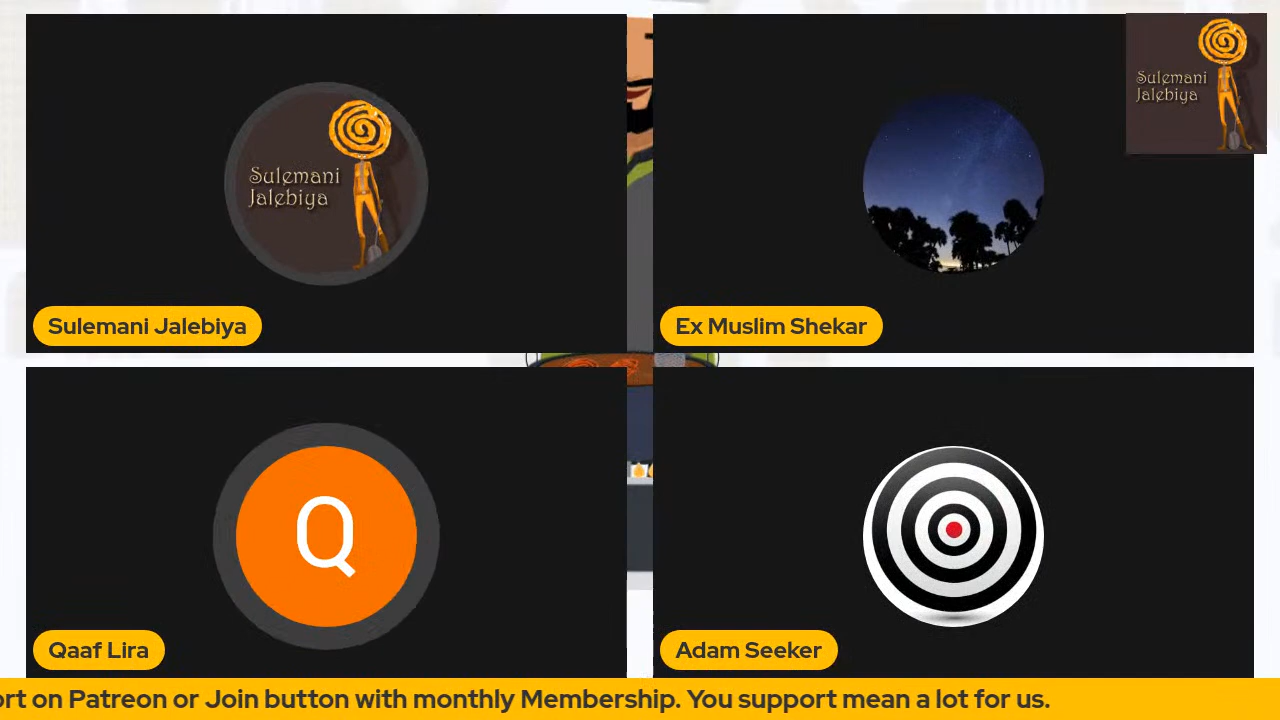 Sulemani
Jalebiya
Sulemani
Jalebiya
Sulemani Jalebiya
Ex Muslim Shekar
Q
Qaaf Lira
Adam Seeker
ort on Patreon or Join button with monthly Membership. You support mean a lot for us.